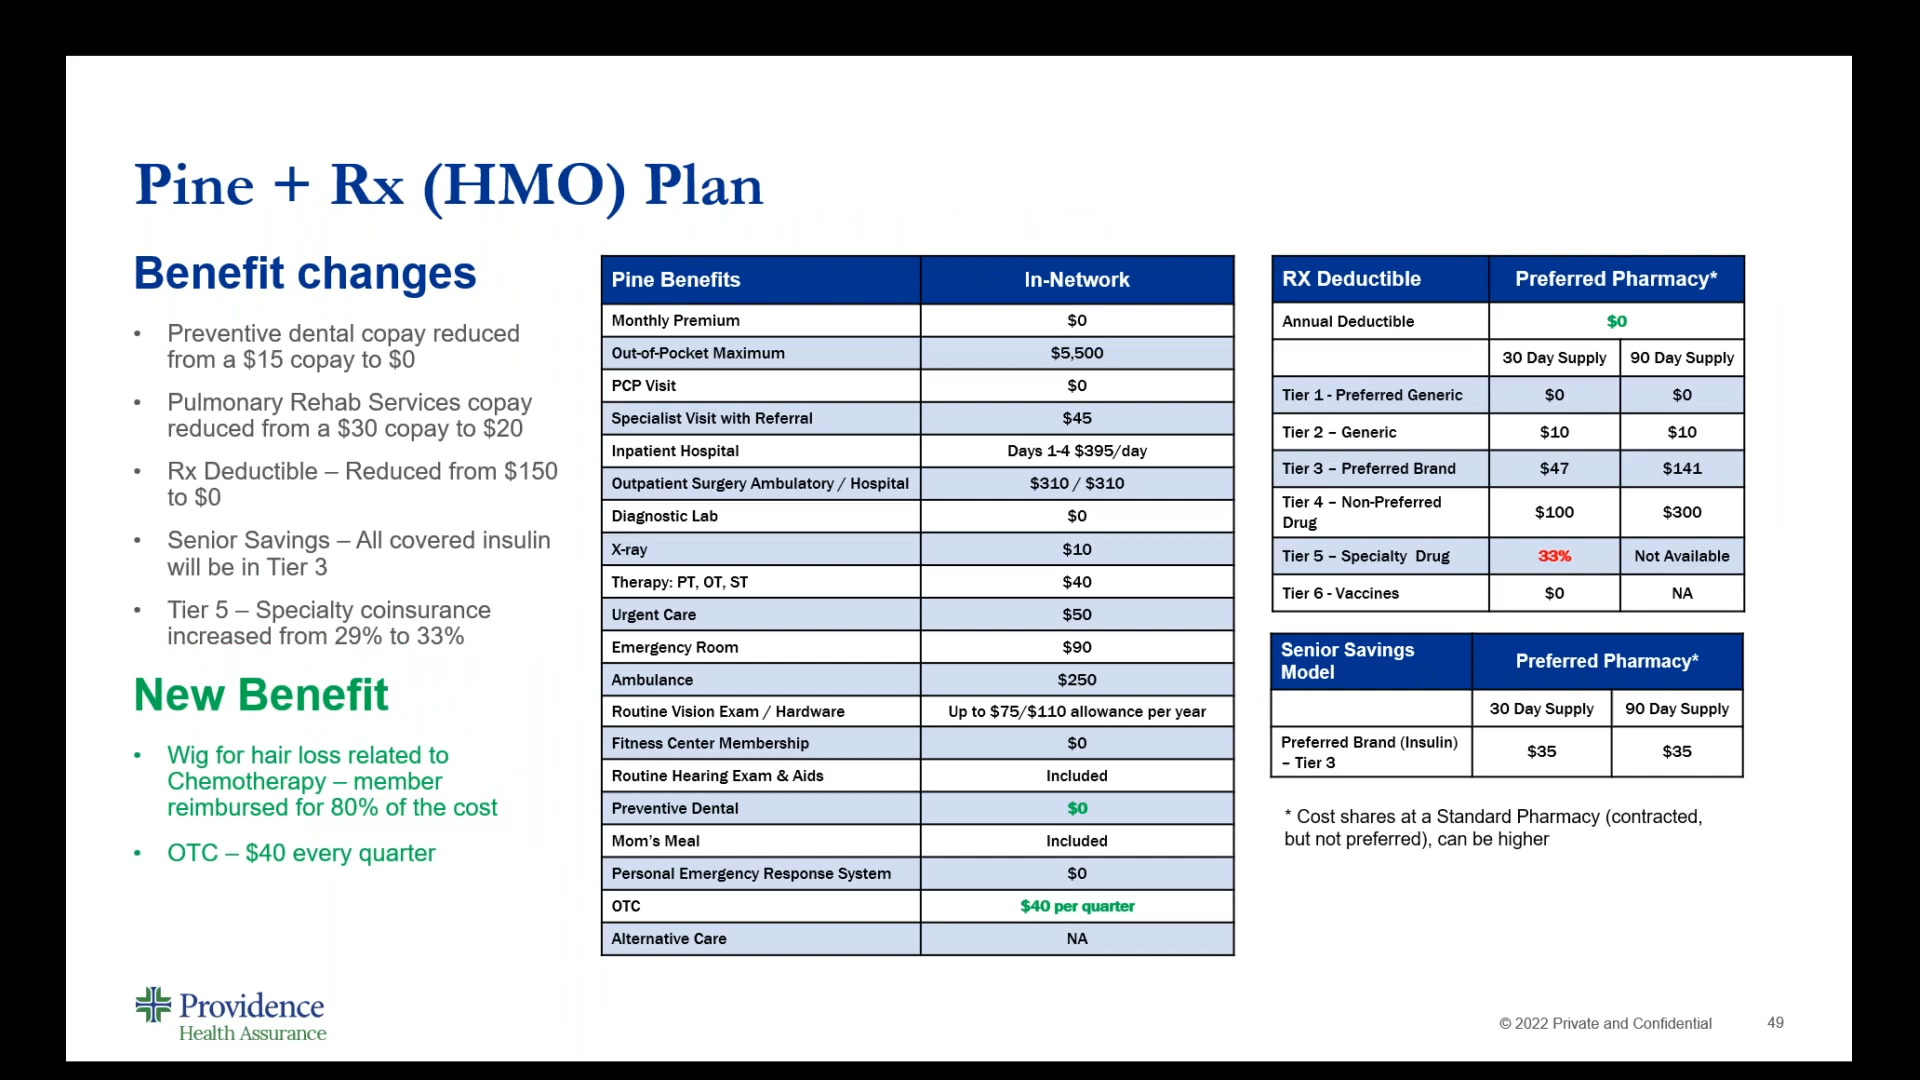 Pine + Rx (HMO) Plan
Benefit changes
• Preventive dental copay reduced
from a $15 copay to $0
• Pulmonary Rehab Services copay
reduced from a $30 copay to $20
• Rx Deductible – Reduced from $150
to $0
• Senior Savings – All covered insulin
will be in Tier 3
• Tier 5 – Specialty coinsurance
increased from 29% to 33%
New Benefit
• Wig for hair loss related to
Chemotherapy – member
reimbursed for 80% of the cost
• OTC – $40 every quarter
Pine Benefits In-Network
Monthly Premium $0
Out-of-Pocket Maximum $5,500
PCP Visit $0
Specialist Visit with Referral $45
Inpatient Hospital Days 1-4 $395/day
Outpatient Surgery Ambulatory / Hospital $310 / $310
Diagnostic Lab $0
X-ray $10
Therapy: PT, OT, ST $40
Urgent Care $50
Emergency Room $90
Ambulance $250
Routine Vision Exam / Hardware Up to $75/$110 allowance per year
Fitness Center Membership $0
Routine Hearing Exam & Aids Included
Preventive Dental $0
Mom's Meal Included
Personal Emergency Response System $0
OTC $40 per quarter
Alternative Care NA
RX Deductible Preferred Pharmacy*
Annual Deductible $0
30 Day Supply 90 Day Supply
Tier 1 - Preferred Generic $0 $0
Tier 2 – Generic $10 $10
Tier 3 – Preferred Brand $47 $141
Tier 4 – Non-Preferred
Drug $100 $300
Tier 5 – Specialty Drug 33% Not Available
Tier 6 - Vaccines $0 NA
Senior Savings
Model Preferred Pharmacy*
30 Day Supply 90 Day Supply
Preferred Brand (Insulin)
– Tier 3 $35 $35
* Cost shares at a Standard Pharmacy (contracted,
but not preferred), can be higher
Providence
Health Assurance
© 2022 Private and Confidential 49